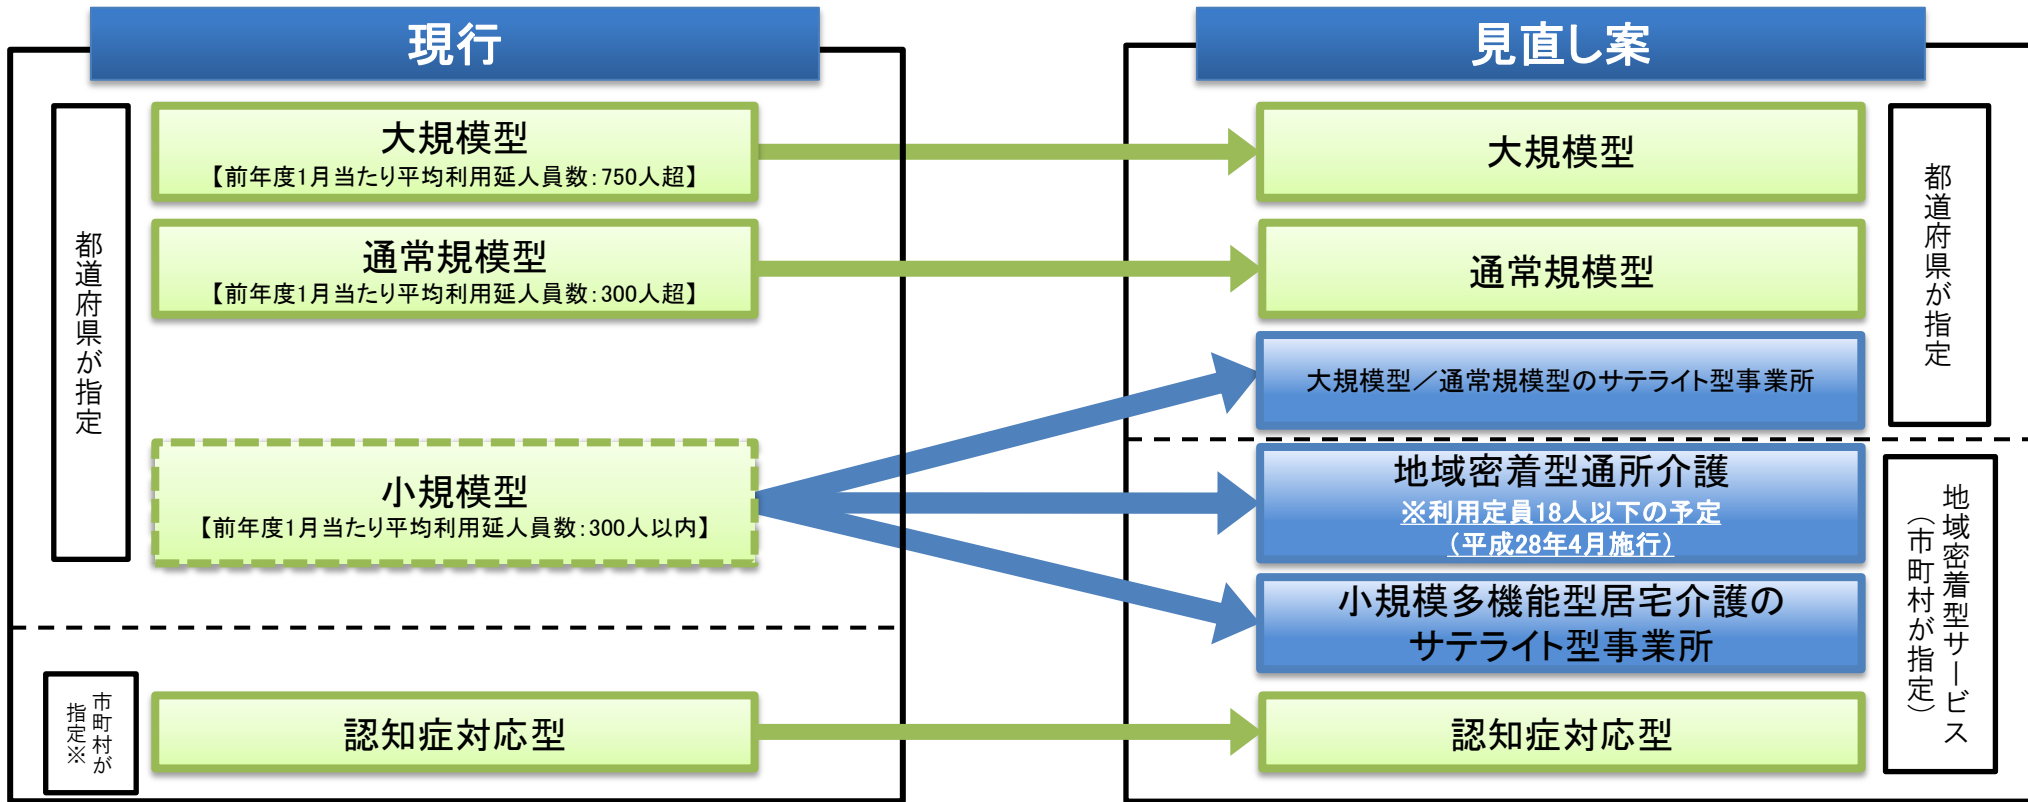 現行
都道府県が指定
大規模型
【前年度1月当たり平均利用延人員数：750人超】
通常規模型
【前年度1月当たり平均利用延人員数：300人超】
小規模型
【前年度1月当たり平均利用延人員数：300人以内】
市町村が
指定※
認知症対応型
見直し案
大規模型
通常規模型
大規模型／通常規模型のサテライト型事業所
都道府県が指定
地域密着型通所介護
※利用定員18人以下の予定
（平成28年4月施行）
小規模多機能型居宅介護の
サテライト型事業所
認知症対応型
地域密着型サービス
（市町村が指定）